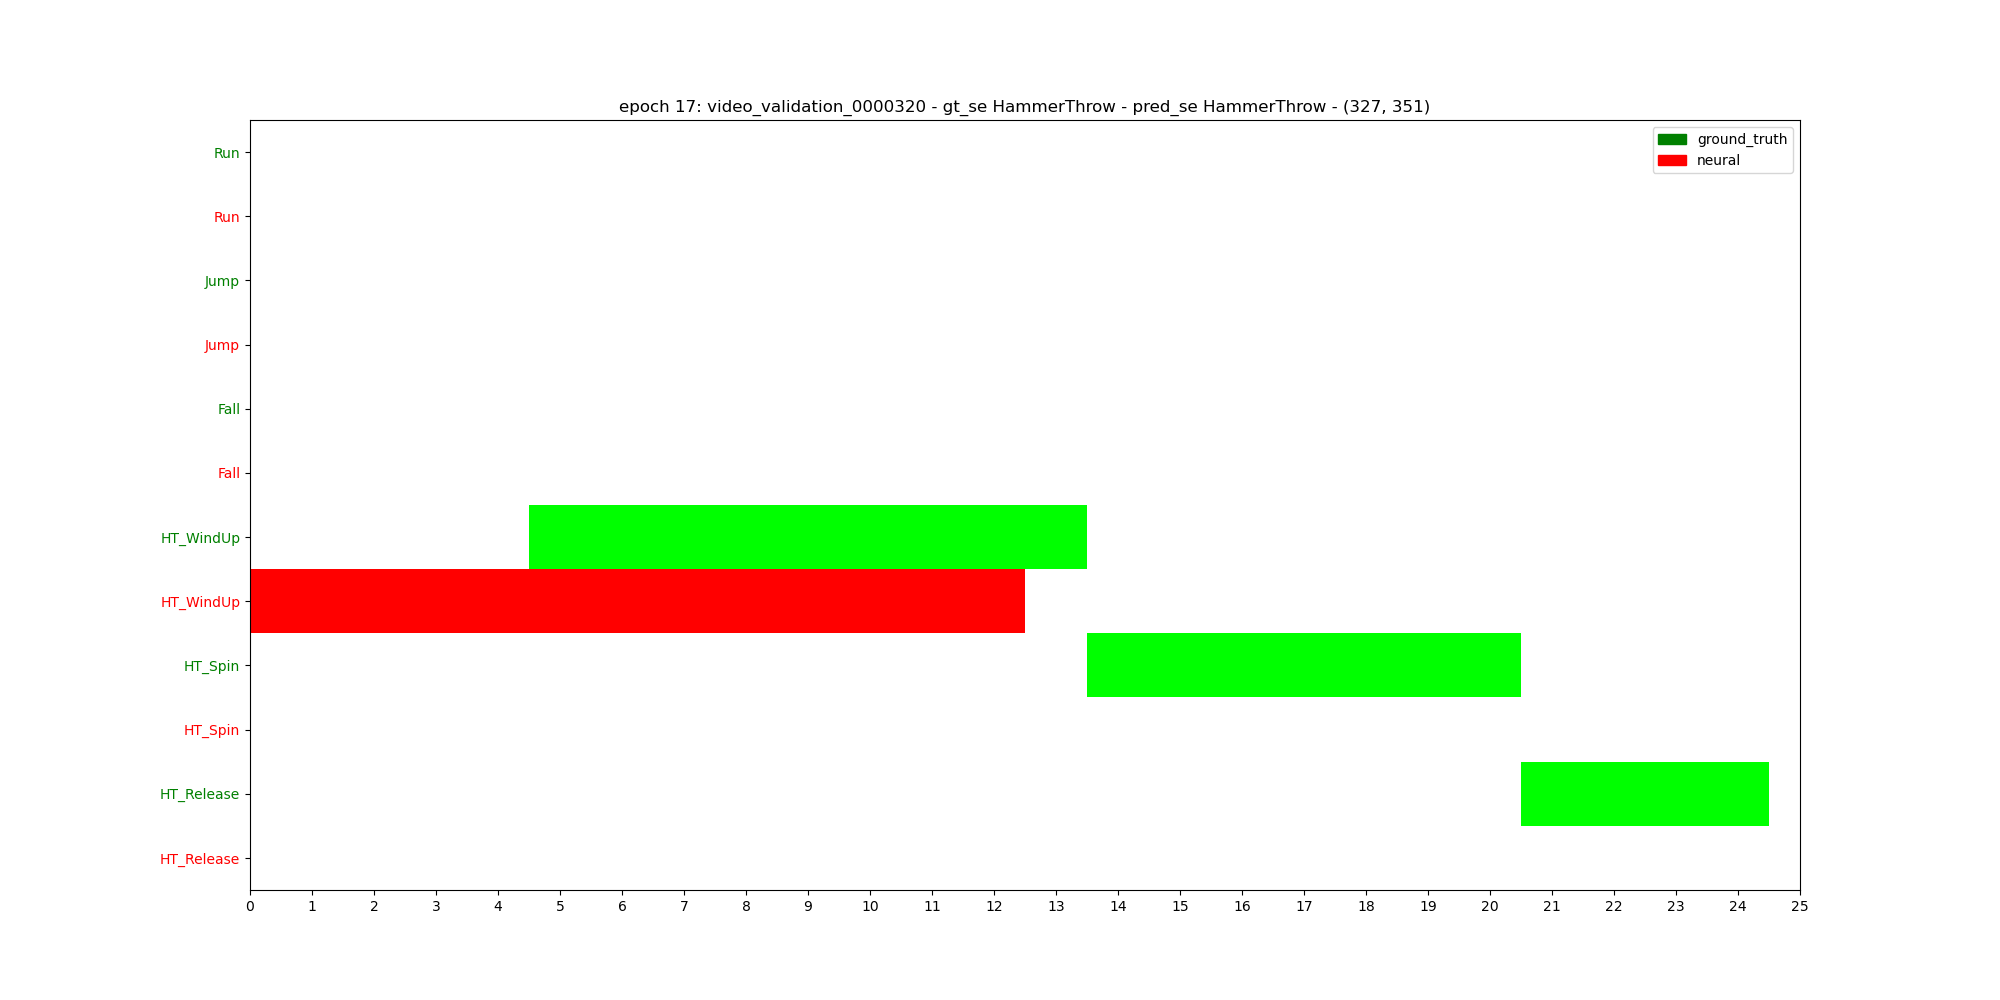 epoch 17: video_validation_0000320 - gt_se HammerThrow - pred_se HammerThrow - (327, 351)
ground_truth
neural
Run
Run
Jump
Jump
Fall
Fall
HT_WindUp
HT_WindUp
HT_Spin
HT_Spin
HT_Release
HT_Release
0 1 2 3 4 5 6 7 8 9 10 11 12 13 14 15 16 17 18 19 20 21 22 23 24 25